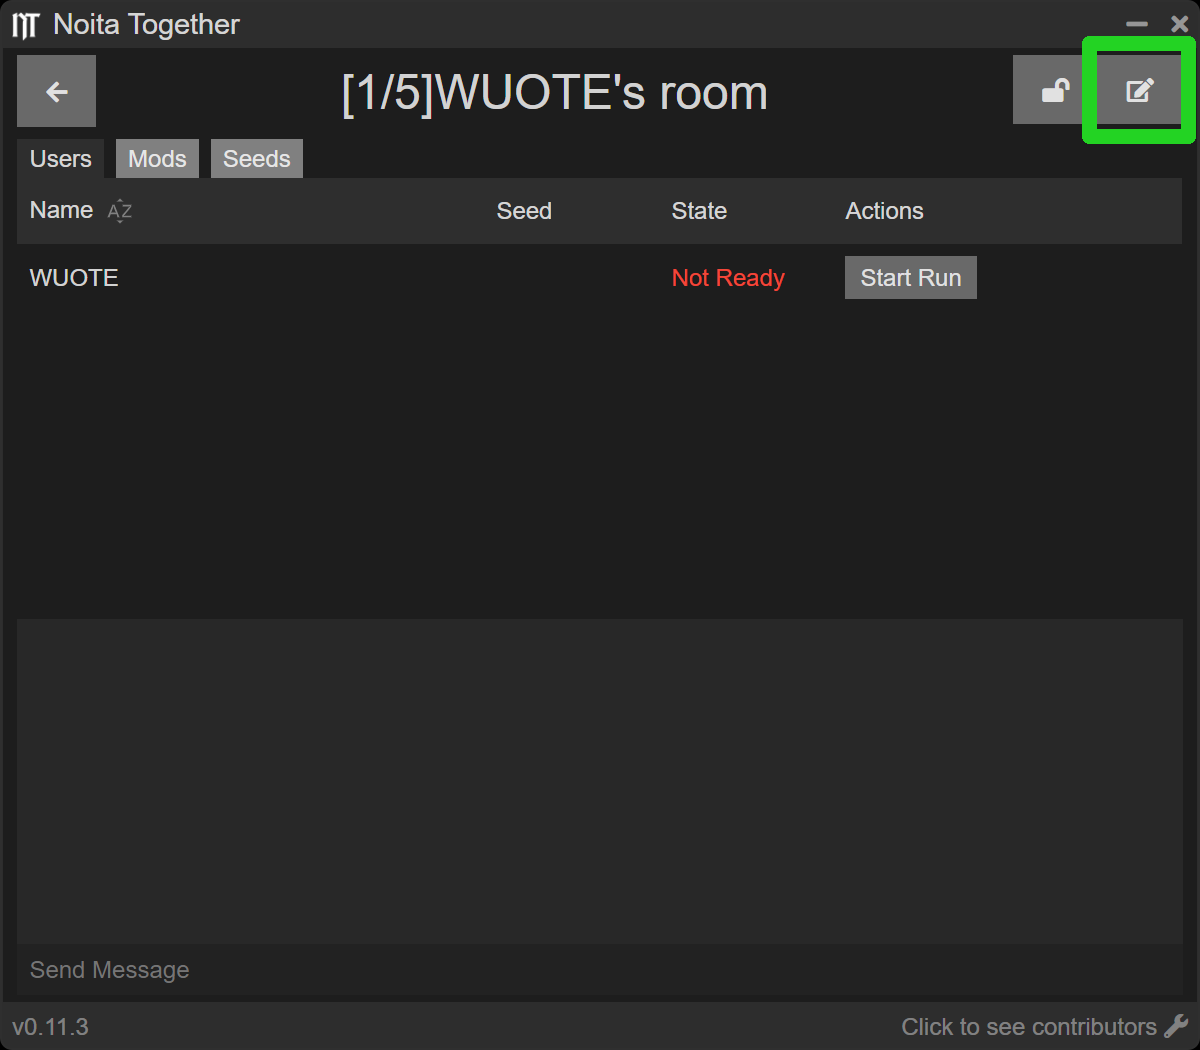 Noita Together
[1/5]WUOTE's room
Users Mods Seeds
Name AZ Seed State Actions
WUOTE Not Ready Start Run
Send Message
v0.11.3 Click to see contributors